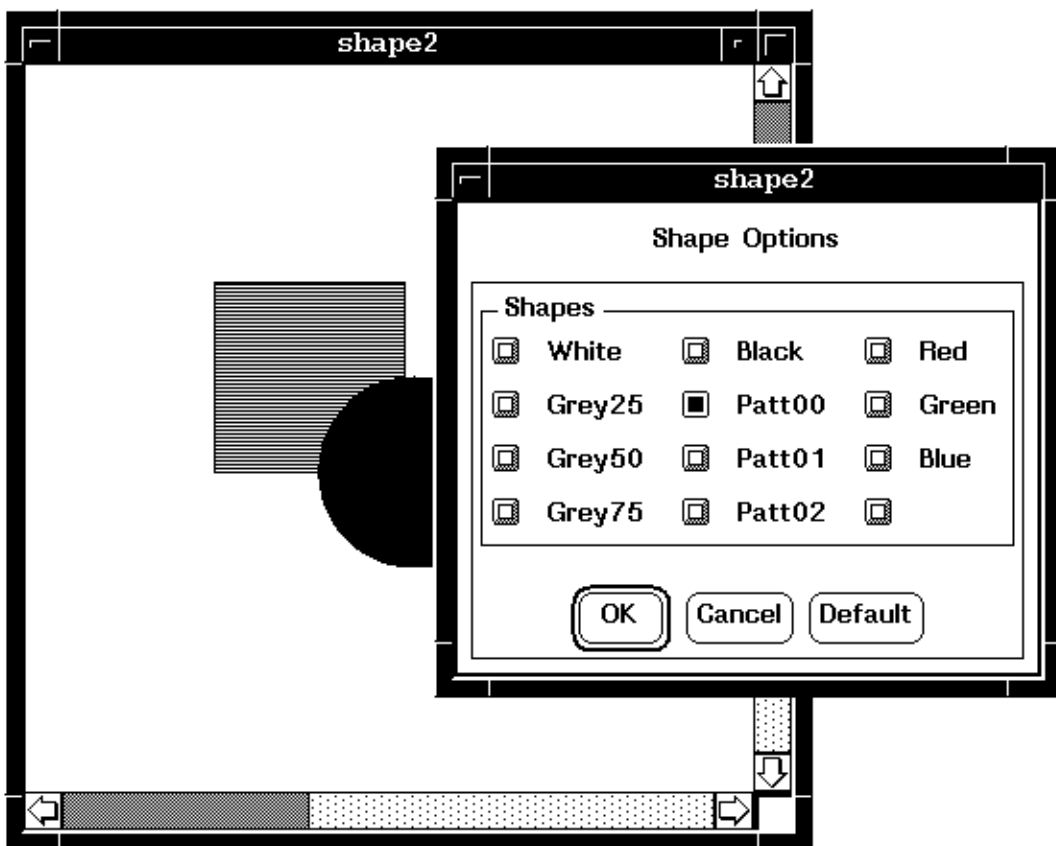 shape2
shape2
Shape Options
Shapes
White Black Red
Grey25 Patt00 Green
Grey50 Patt01 Blue
Grey75 Patt02
OK Cancel Default